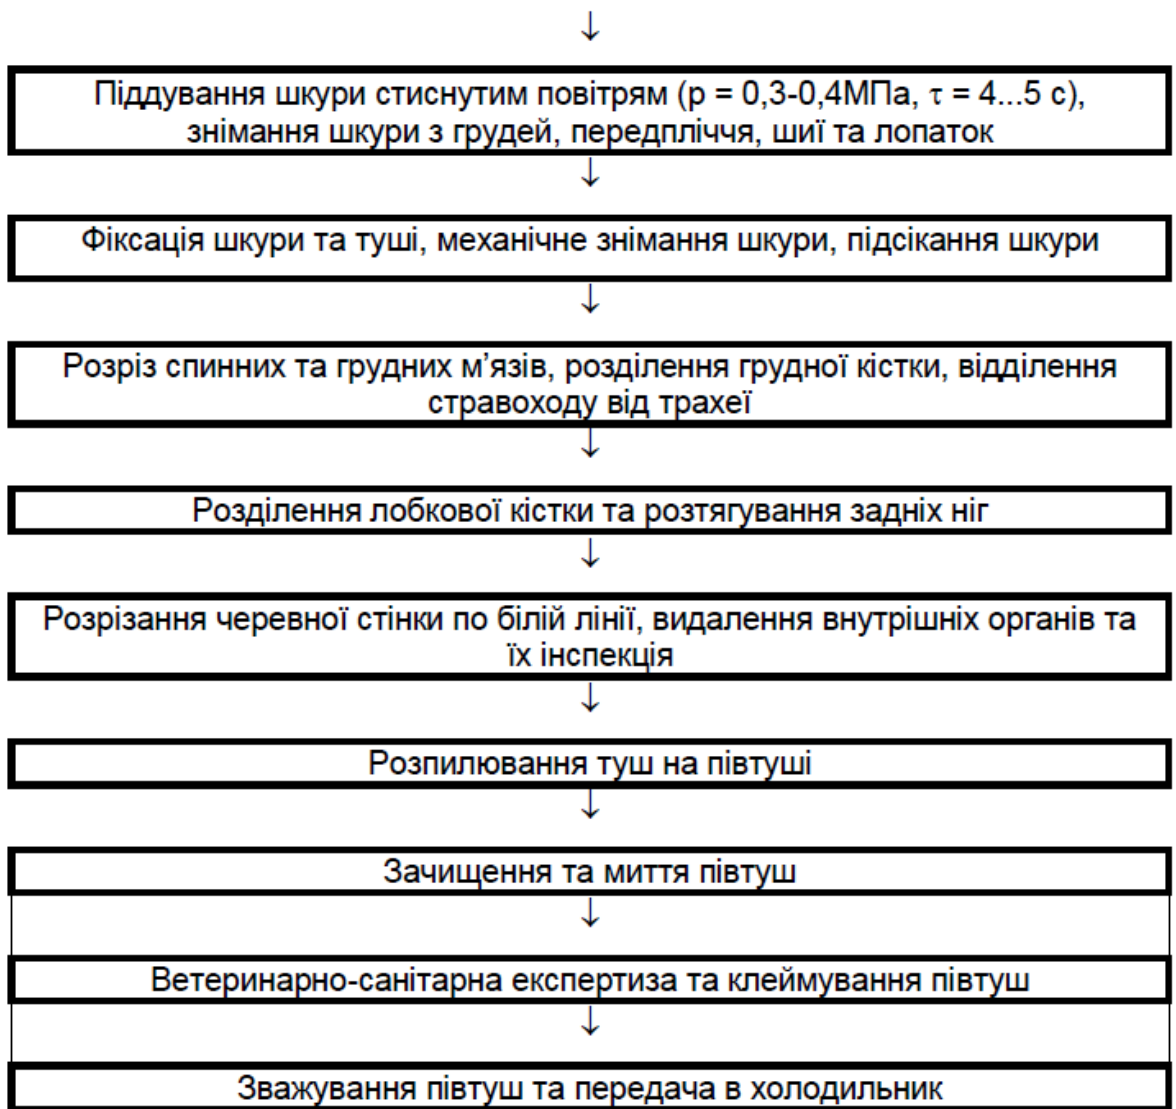 ↓
Піддування шкури стиснутим повітрям (р = 0,3-0,4МПа, τ = 4...5 с),
знімання шкури з грудей, передпліччя, шиї та лопаток
↓
Фіксація шкури та туші, механічне знімання шкури, підсікання шкури
↓
Розріз спинних та грудних м’язів, розділення грудної кістки, відділення
стравоходу від трахеї
↓
Розділення лобкової кістки та розтягування задніх ніг
↓
Розрізання черевної стінки по білій лінії, видалення внутрішніх органів та
їх інспекція
↓
Розпилювання туш на півтуші
↓
Зачищення та миття півтуш
↓
Ветеринарно-санітарна експертиза та клеймування півтуш
↓
Зважування півтуш та передача в холодильник